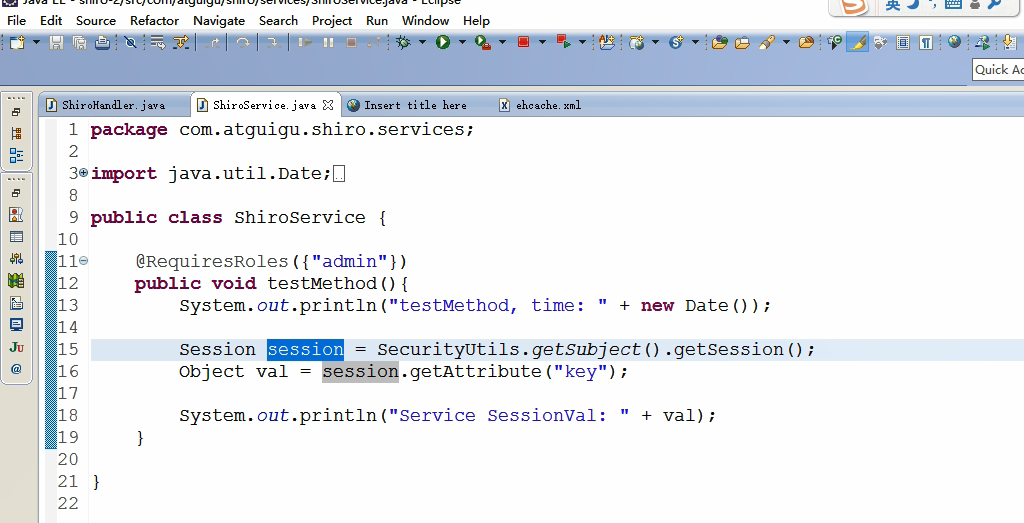 Java EE - shiro-2/src/com/atguigu/shiro/services/ShiroService.java - Eclipse
File Edit Source Refactor Navigate Search Project Run Window Help
英
Quick Ac
ShiroHandler.java ShiroService.java Insert title here ehcache.xml
1 package com.atguigu.shiro.services;
2
3 import java.util.Date;
8
9 public class ShiroService {
10
11 @RequiresRoles({"admin"})
12 public void testMethod(){
13 System.out.println("testMethod, time: " + new Date());
14
15 Session session = SecurityUtils.getSubject().getSession();
16 Object val = session.getAttribute("key");
17
18 System.out.println("Service SessionVal: " + val);
19 }
20
21 }
22